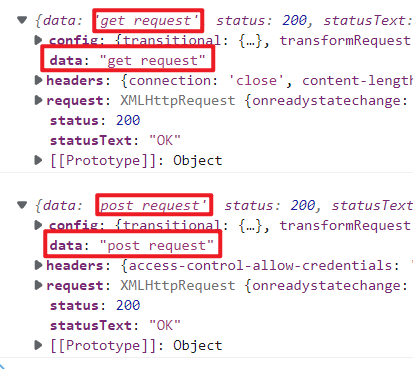 ▼ {data: 'get request', status: 200, statusText:
▶ config: {transitional: {…}, transformRequest
data: "get request"
▶ headers: {connection: 'close', content-length
▶ request: XMLHttpRequest {onreadystatechange:
status: 200
statusText: "OK"
▶ [[Prototype]]: Object
▼ {data: 'post request', status: 200, statusText
▶ config: {transitional: {…}, transformRequest
data: "post request"
▶ headers: {access-control-allow-credentials: '
▶ request: XMLHttpRequest {onreadystatechange:
status: 200
statusText: "OK"
▶ [[Prototype]]: Object